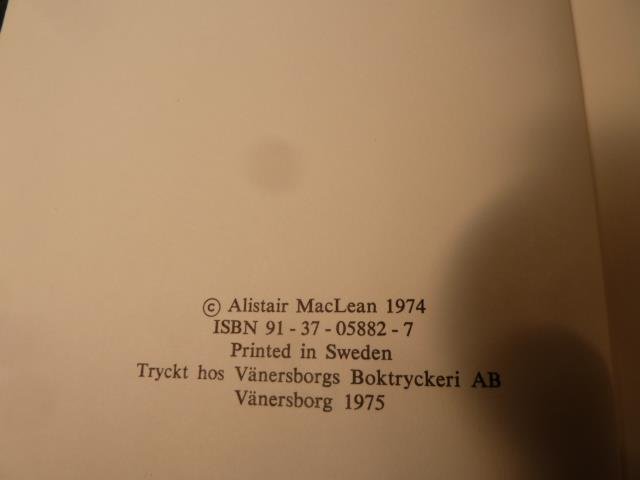 © Alistair MacLean 1974
ISBN 91 - 37 - 05882 - 7
Printed in Sweden
Tryckt hos Vänersborgs Boktryckeri AB
Vänersborg 1975